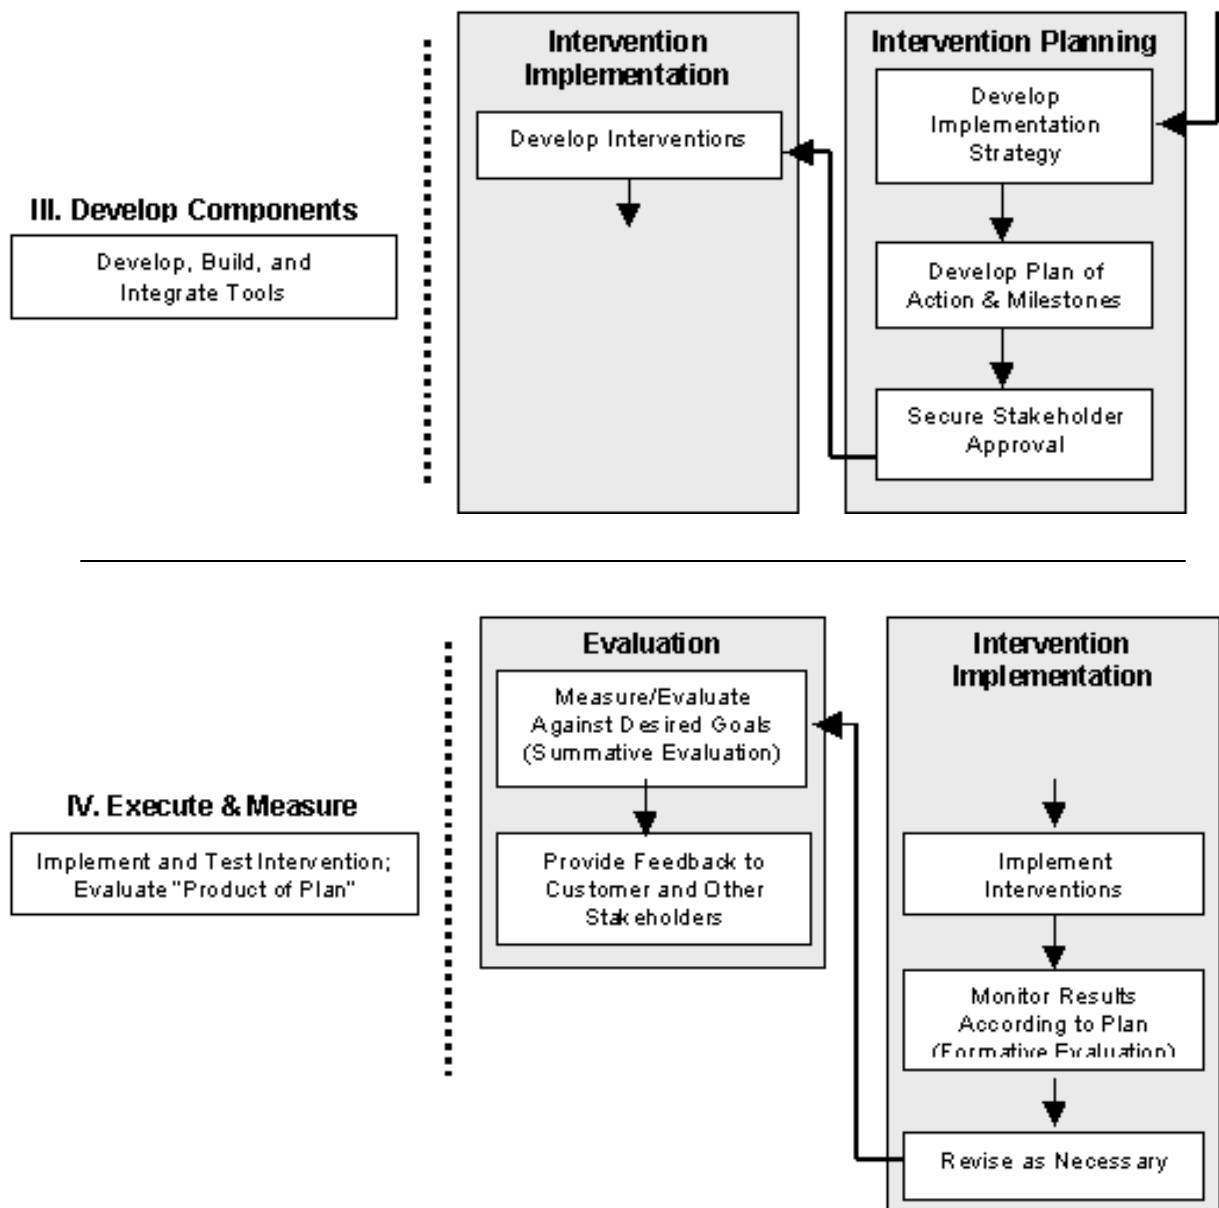 III. Develop Components
Develop, Build, and
Integrate Tools
Intervention
Implementation
Develop Interventions
Intervention Planning
Develop
Implementation
Strategy
Develop Plan of
Action & Milestones
Secure Stakeholder
Approval
IV. Execute & Measure
Implement and Test Intervention;
Evaluate "Product of Plan"
Evaluation
Measure/Evaluate
Against Desired Goals
(Summative Evaluation)
Provide Feedback to
Customer and Other
Stakeholders
Intervention
Implementation
Implement
Interventions
Monitor Results
According to Plan
(Formative Evaluation)
Revise as Necessary